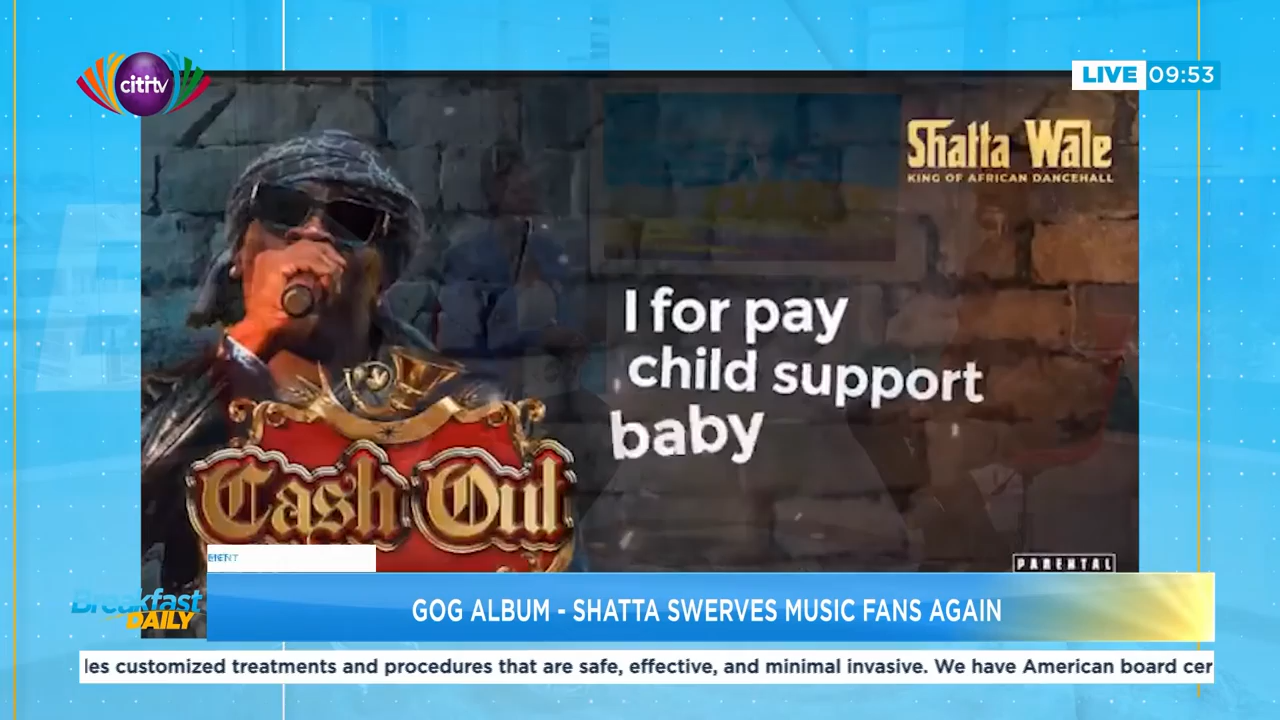 citi tv
LIVE 09:53
Shatta Wale
KING OF AFRICAN DANCEHALL
I for pay
child support
baby
Cash Out
PARENTAL
Breakfast
DAILY
GOG ALBUM - SHATTA SWERVES MUSIC FANS AGAIN
les customized treatments and procedures that are safe, effective, and minimal invasive. We have American board cer